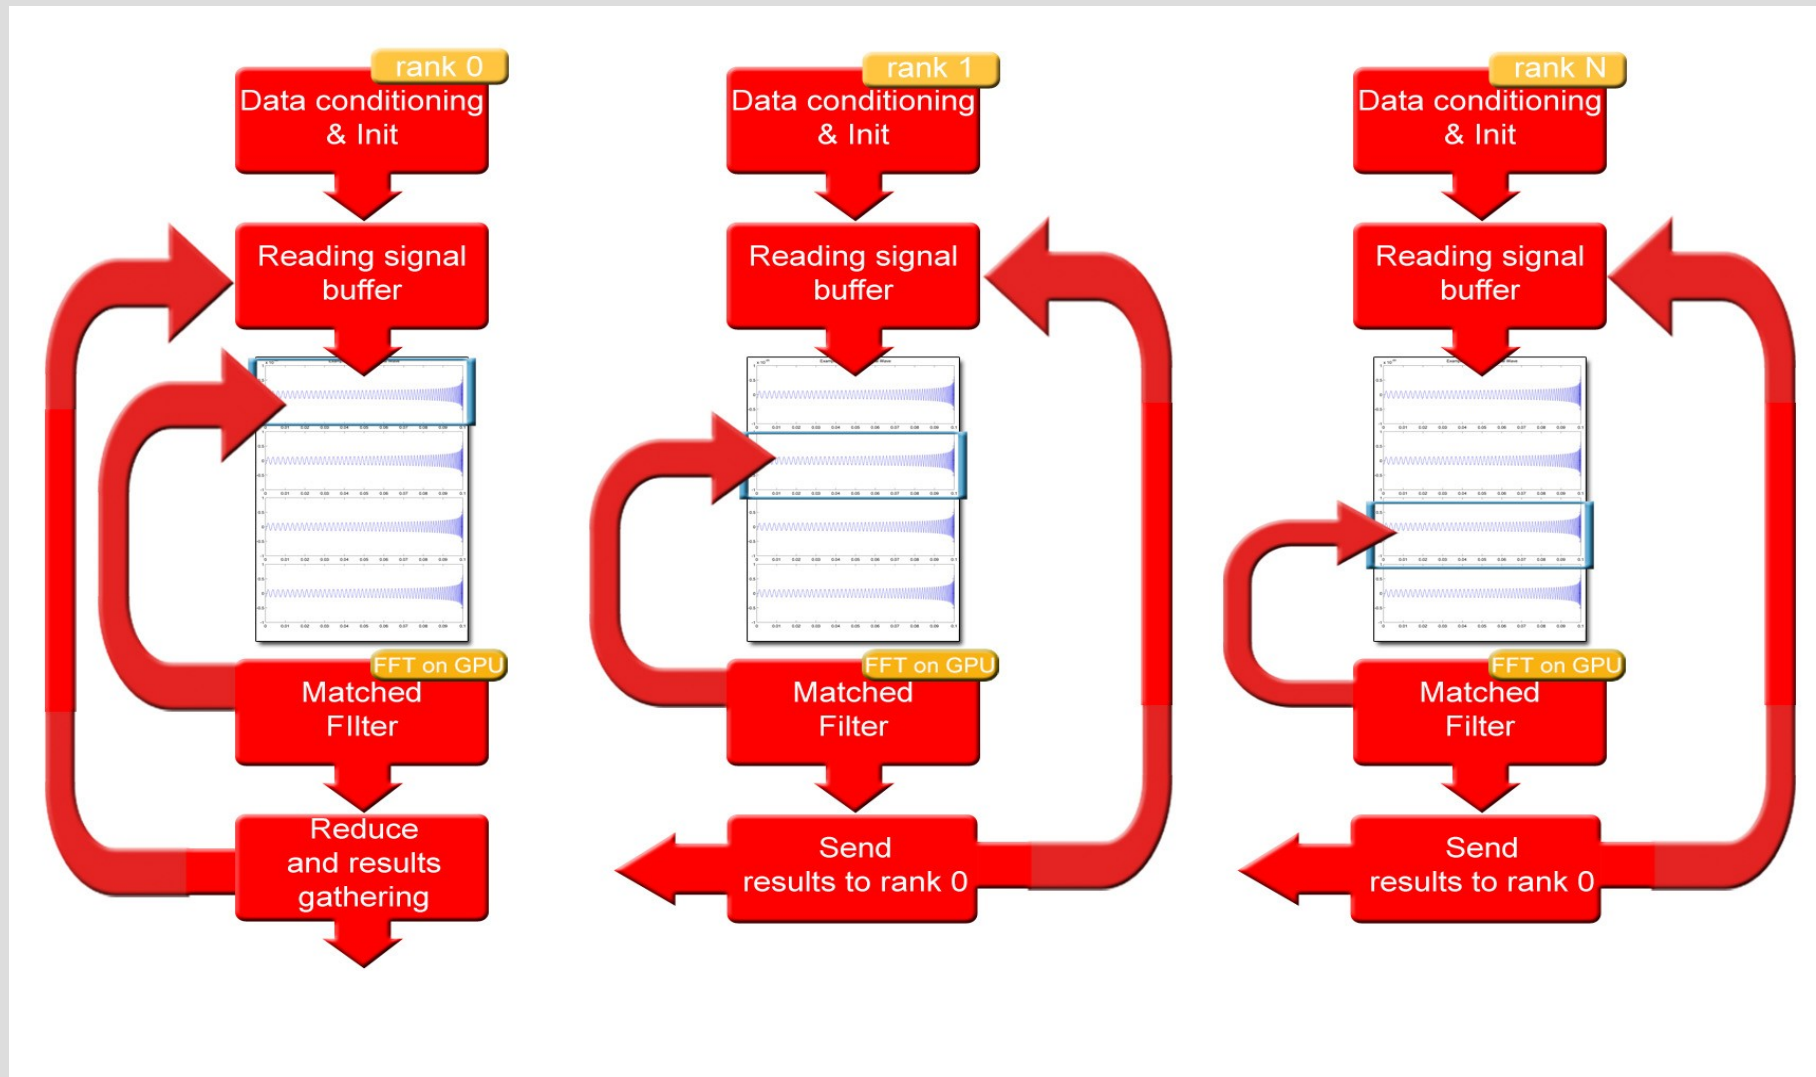 rank 0
Data conditioning
& Init
Reading signal
buffer
FFT on GPU
Matched
FIlter
Reduce
and results
gathering
rank 1
Data conditioning
& Init
Reading signal
buffer
FFT on GPU
Matched
Filter
Send
results to rank 0
rank N
Data conditioning
& Init
Reading signal
buffer
FFT on GPU
Matched
Filter
Send
results to rank 0